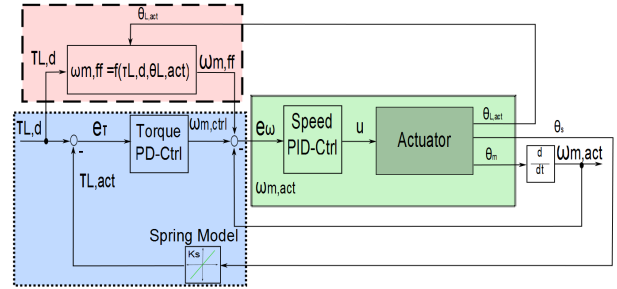 θL,act
ωm,ff =f(τL,d,θL,act)
ωm,ff
τL,d
τL,d
eτ
Torque
PD-Ctrl
ωm,ctrl
-
-
eω
Speed
PID-Ctrl
u
Actuator
θL,act
θs
θm
d
dt
ωm,act
ωm,act
τL,act
Spring Model
Ks